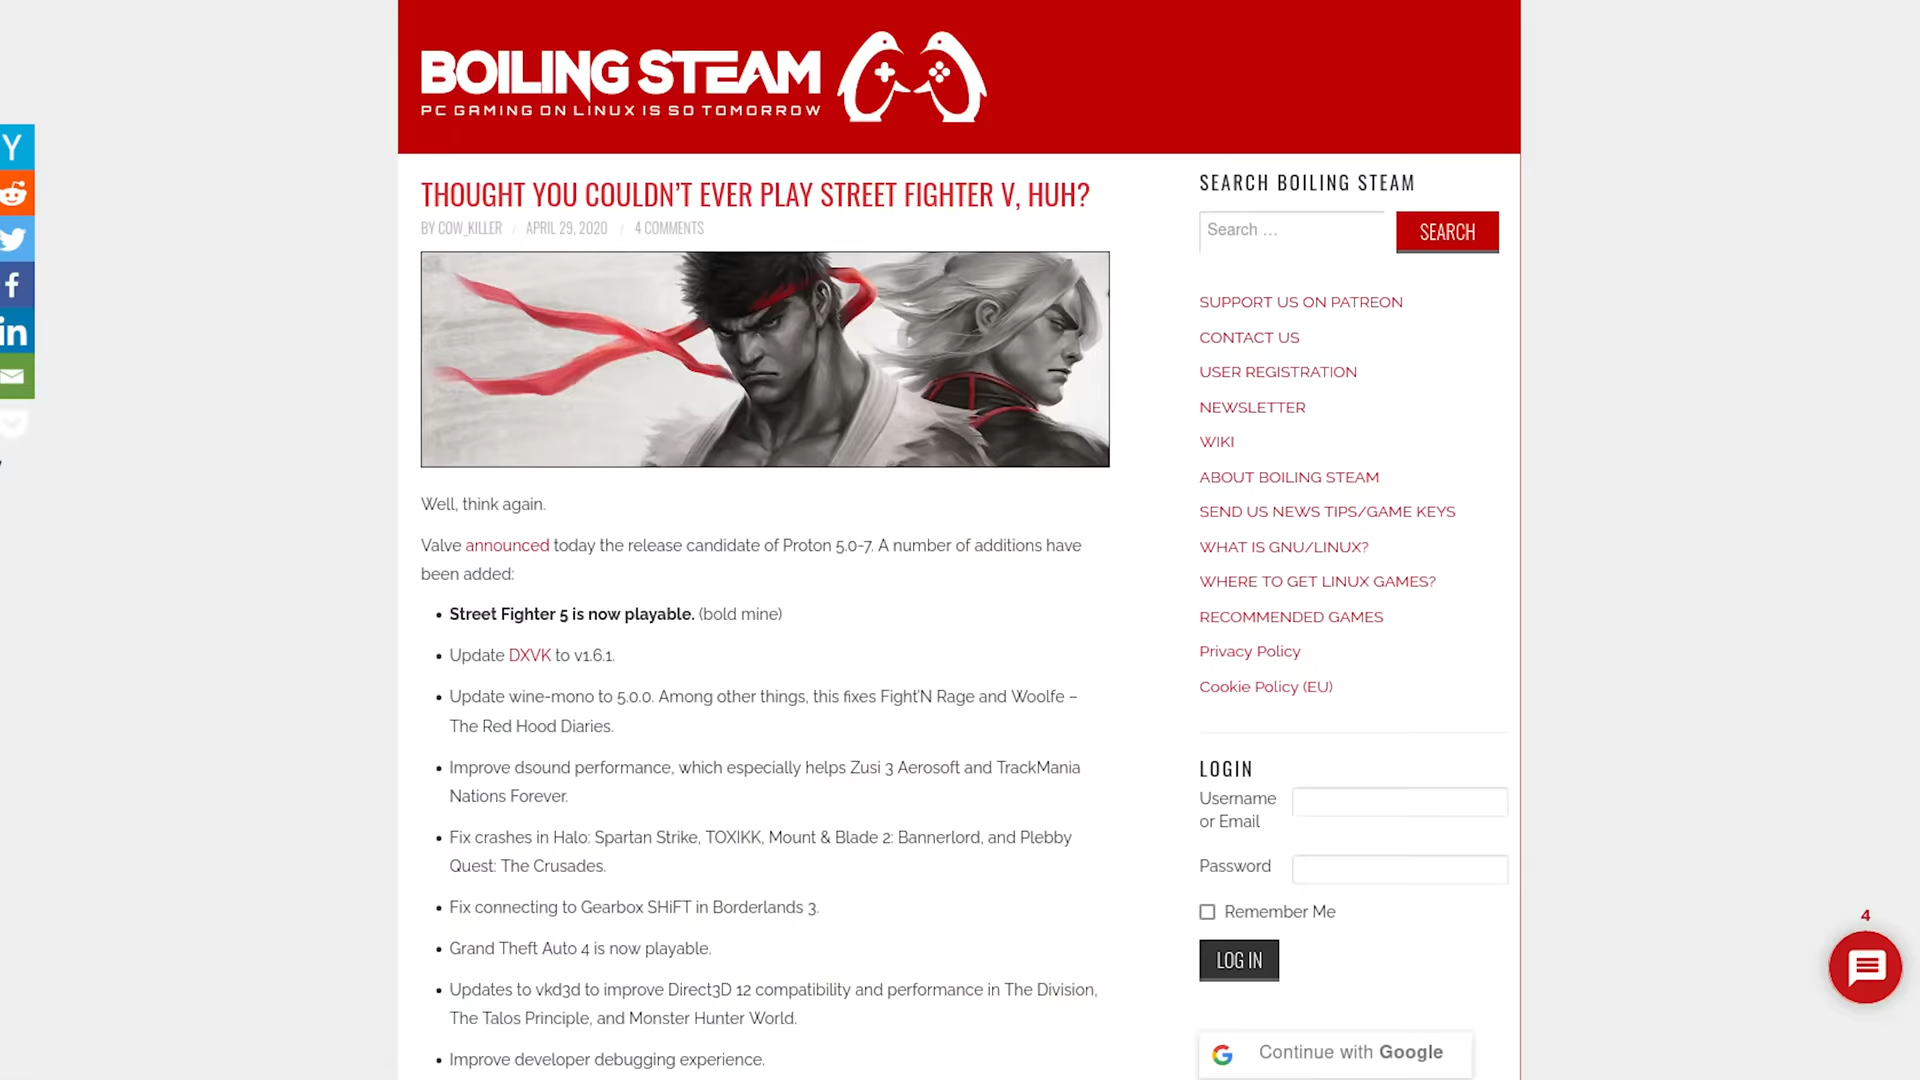 BOILING STEAM
PC GAMING ON LINUX IS SO TOMORROW
THOUGHT YOU COULDN’T EVER PLAY STREET FIGHTER V, HUH?
BY COW_KILLER / APRIL 29, 2020 / 4 COMMENTS
Well, think again.
Valve announced today the release candidate of Proton 5.0-7. A number of additions have
been added:
• Street Fighter 5 is now playable. (bold mine)
• Update DXVK to v1.6.1.
• Update wine-mono to 5.0.0. Among other things, this fixes Fight’N Rage and Woolfe –
The Red Hood Diaries.
• Improve dsound performance, which especially helps Zusi 3 Aerosoft and TrackMania
Nations Forever.
• Fix crashes in Halo: Spartan Strike, TOXIKK, Mount & Blade 2: Bannerlord, and Plebby
Quest: The Crusades.
• Fix connecting to Gearbox SHiFT in Borderlands 3.
• Grand Theft Auto 4 is now playable.
• Updates to vkd3d to improve Direct3D 12 compatibility and performance in The Division,
The Talos Principle, and Monster Hunter World.
• Improve developer debugging experience.
SEARCH BOILING STEAM
Search …
SEARCH
SUPPORT US ON PATREON
CONTACT US
USER REGISTRATION
NEWSLETTER
WIKI
ABOUT BOILING STEAM
SEND US NEWS TIPS/GAME KEYS
WHAT IS GNU/LINUX?
WHERE TO GET LINUX GAMES?
RECOMMENDED GAMES
Privacy Policy
Cookie Policy (EU)
LOGIN
Username
or Email
Password
Remember Me
LOG IN
Continue with Google
4